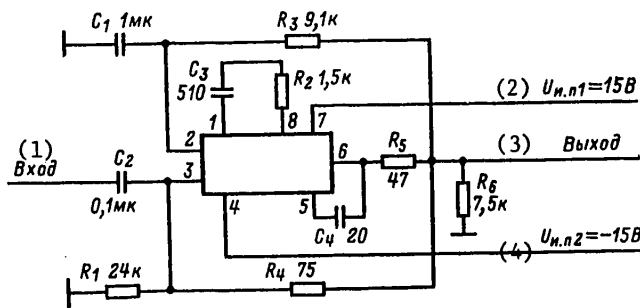 C1 1мк
R3 9,1к
C3
510
R2 1,5к
(2) Uи.п1=15В
1
8
7
2
(1)
Вход
C2
0,1мк
3
6
R5
47
(3) Выход
R6
7,5к
4
5
C4 20
(4) Uи.п2=-15В
R1 24к
R4 75